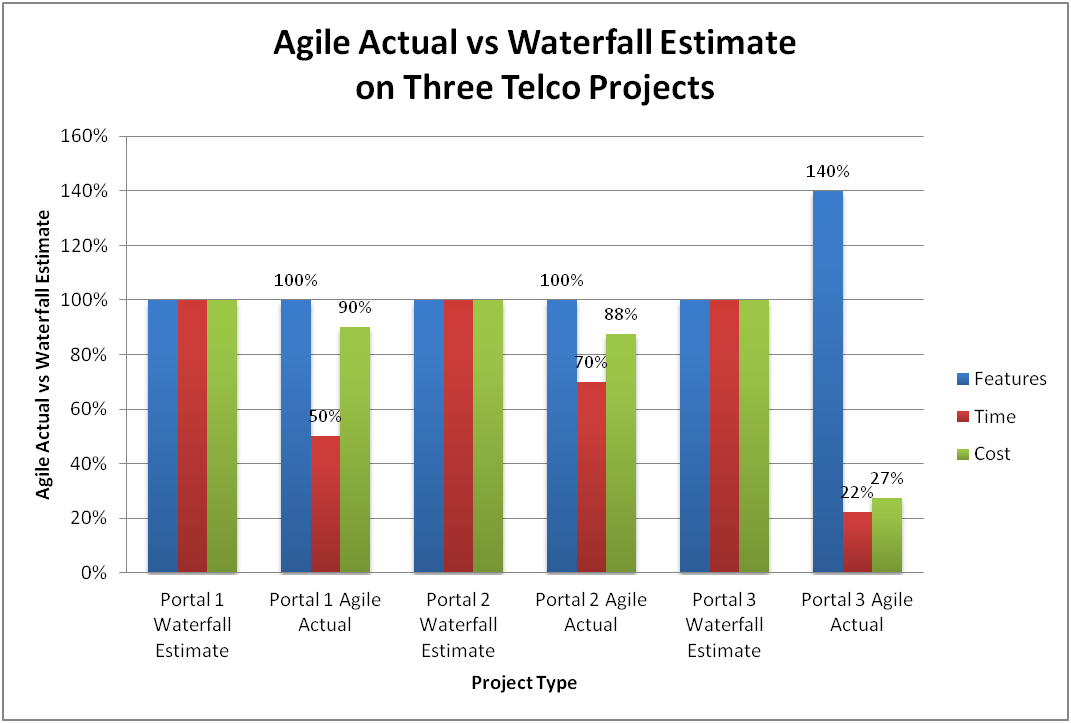 Agile Actual vs Waterfall Estimate
on Three Telco Projects
Agile Actual vs Waterfall Estimate
160%
140%
120%
100%
80%
60%
40%
20%
0%
100%
50%
90%
100%
70%
88%
140%
22%
27%
Portal 1
Waterfall
Estimate
Portal 1 Agile
Actual
Portal 2
Waterfall
Estimate
Portal 2 Agile
Actual
Portal 3
Waterfall
Estimate
Portal 3 Agile
Actual
Project Type
Features
Time
Cost